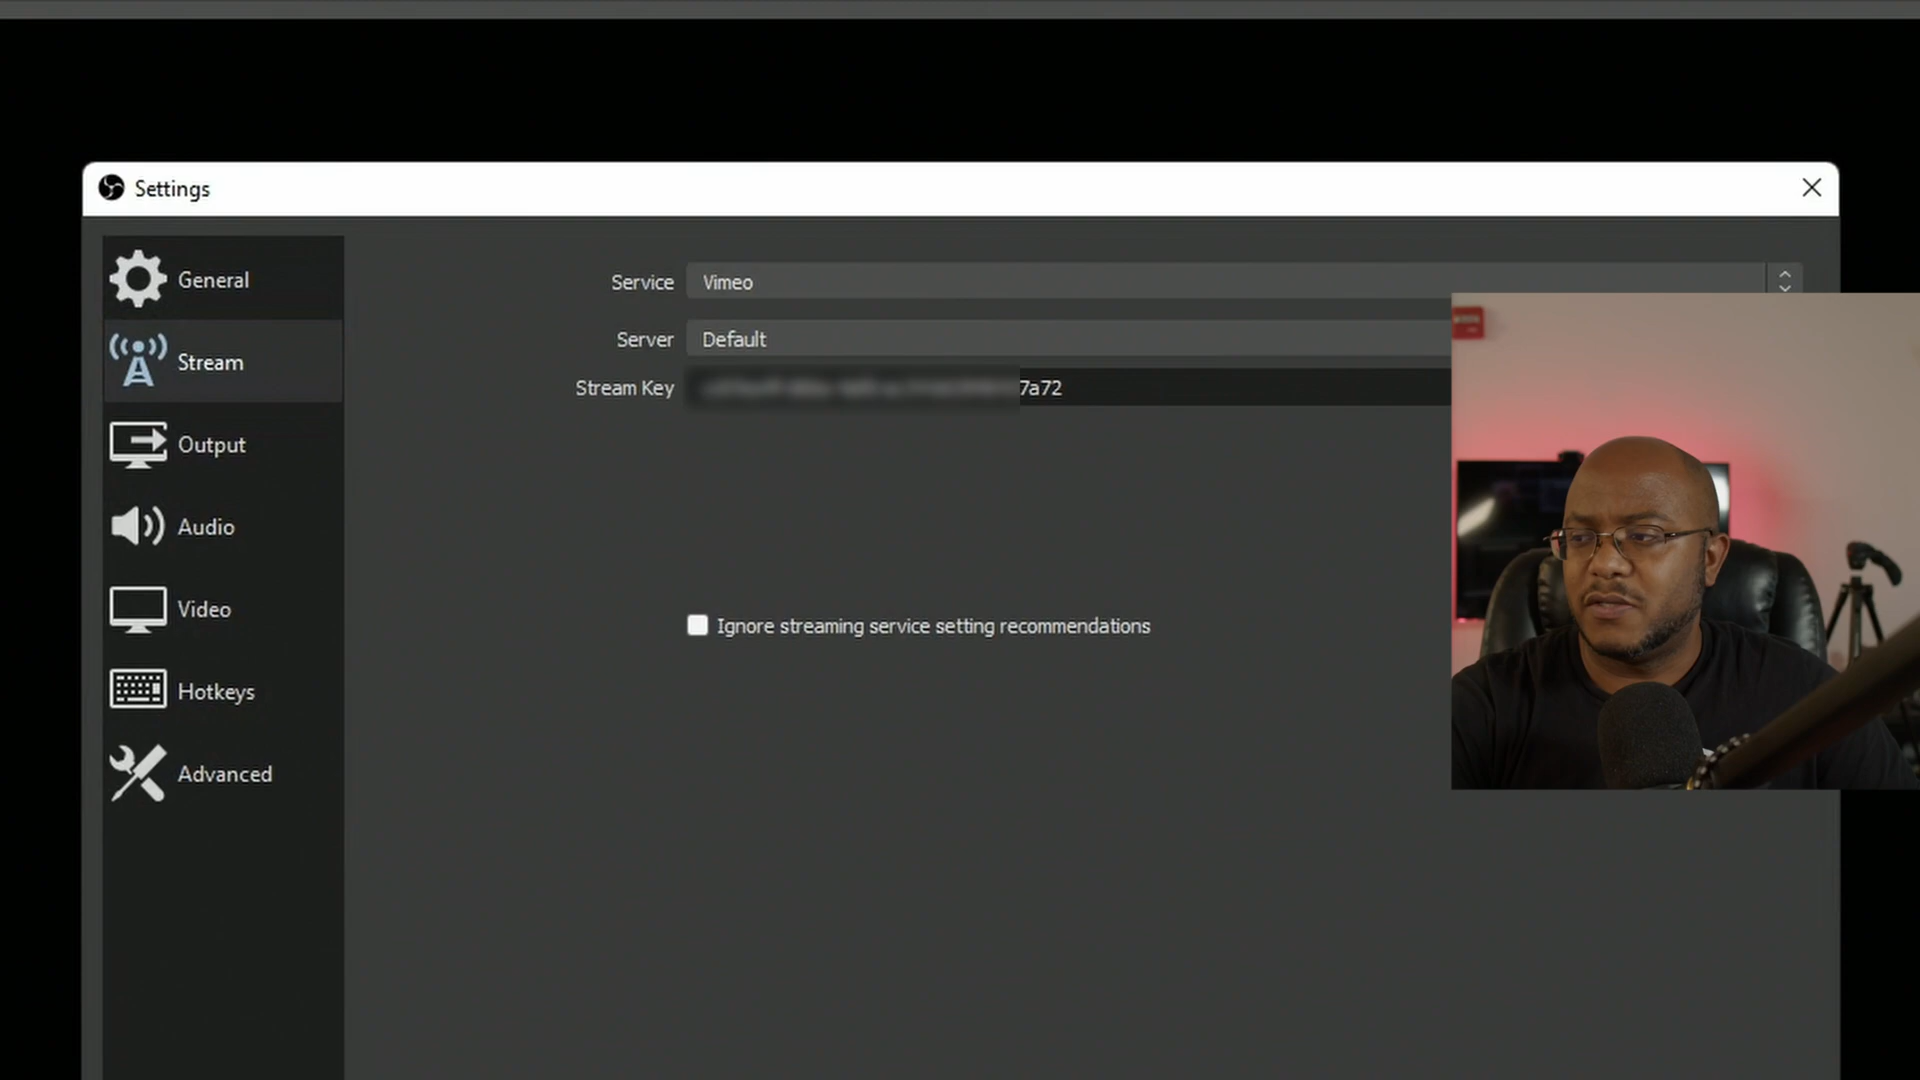 Settings
General
Service Vimeo
Server Default
Stream
Stream Key 7a72
Output
Audio
Video
Ignore streaming service setting recommendations
Hotkeys
Advanced